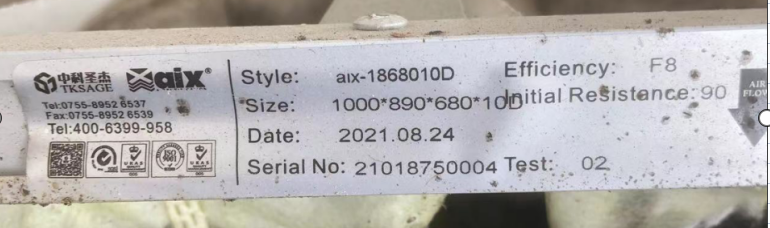 中科圣杰 aix®
TKSAGE
Tel:0755-8952 6537
Fax:0755-8952 6539
Tel:400-6399-958
Style: aix-1868010D
Size: 1000*890*680*10D
Date: 2021.08.24
Serial No: 21018750004
Efficiency: F8
Initial Resistance: 90
Test: 02
AIR
FLOW